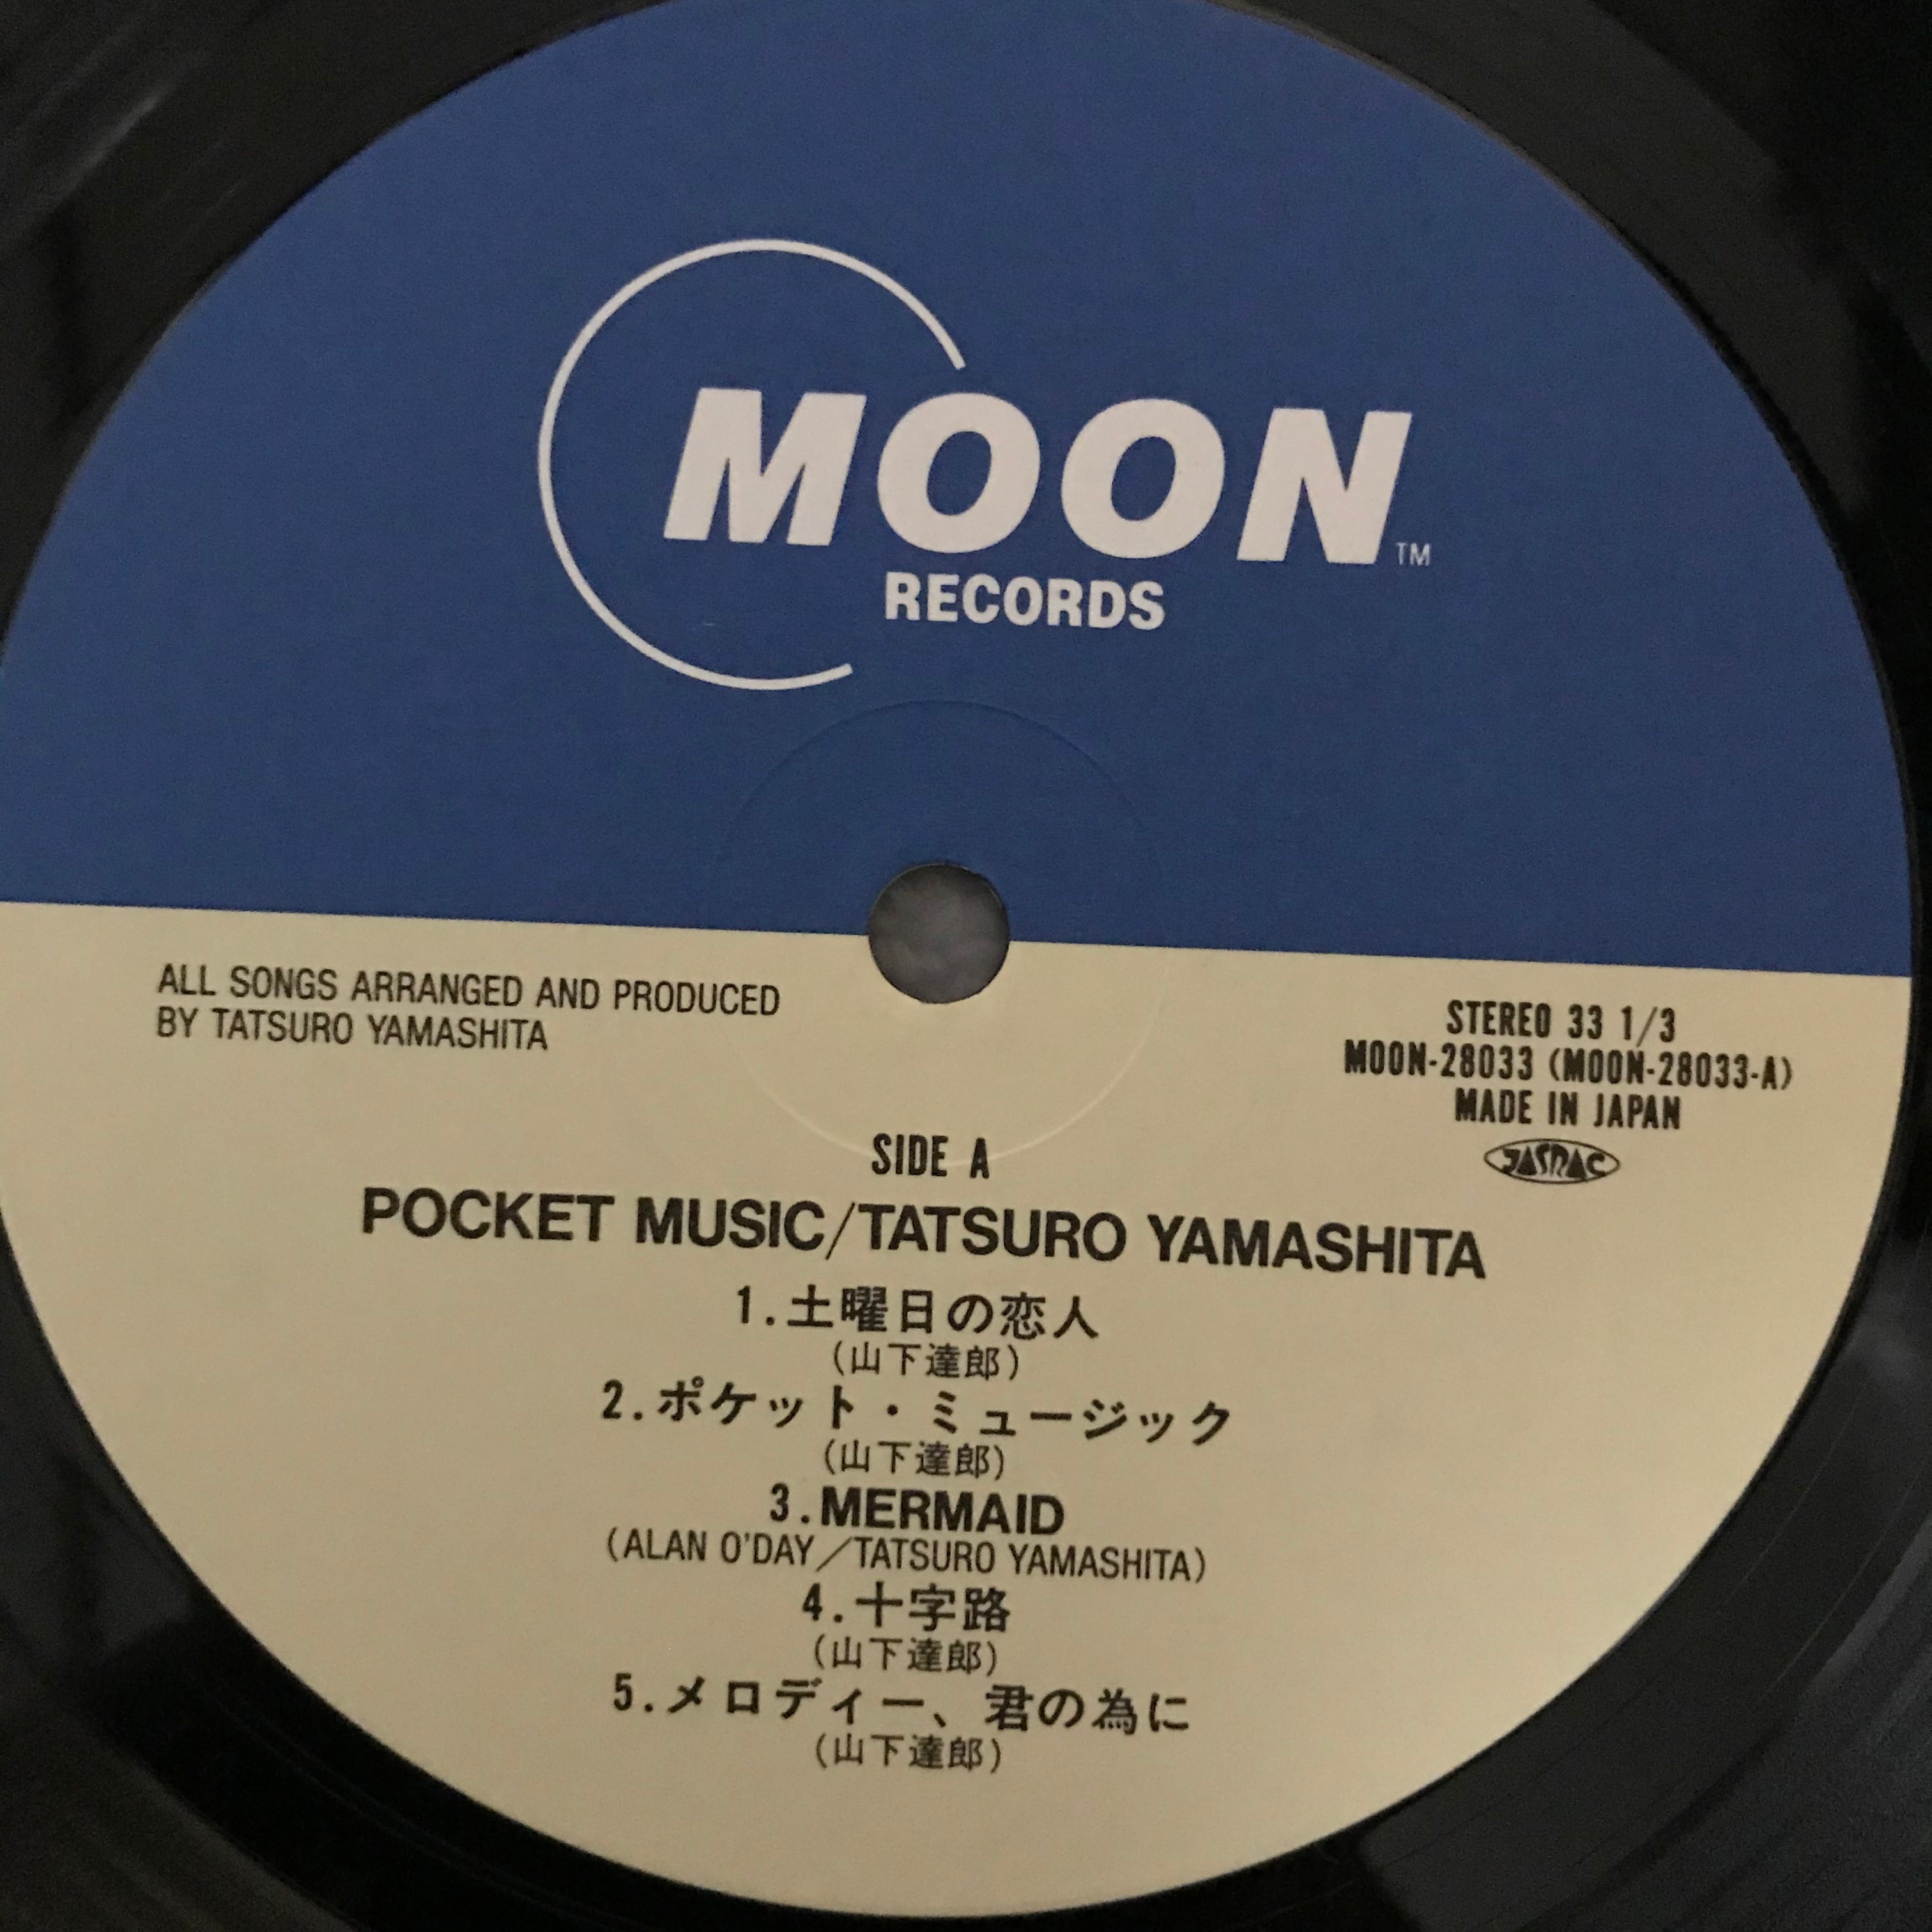 MOON TM
RECORDS
ALL SONGS ARRANGED AND PRODUCED
BY TATSURO YAMASHITA
STEREO 33 1/3
MOON-28033 (MOON-28033-A)
MADE IN JAPAN
JASRAC
SIDE A
POCKET MUSIC/TATSURO YAMASHITA
1.土曜日の恋人
(山下達郎)
2.ポケット・ミュージック
(山下達郎)
3.MERMAID
(ALAN O'DAY/TATSURO YAMASHITA)
4.十字路
(山下達郎)
5.メロディー、君の為に
(山下達郎)